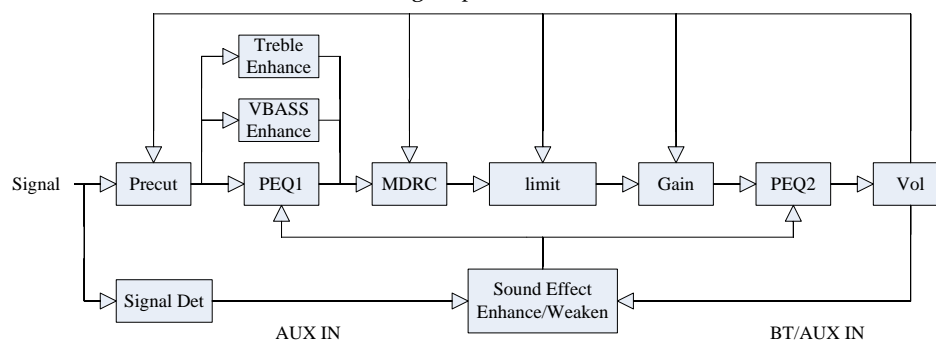 Treble
Enhance
VBASS
Enhance
Signal
Precut
PEQ1
MDRC
limit
Gain
PEQ2
Vol
Signal Det
Sound Effect
Enhance/Weaken
AUX IN
BT/AUX IN